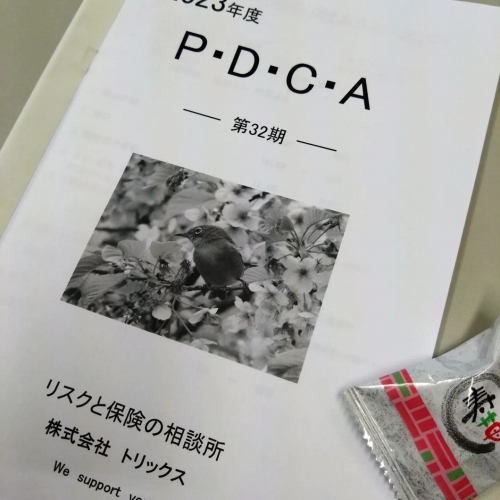 2023年度
P・D・C・A
第32期
リスクと保険の相談所
株式会社 トリックス
We support
寿